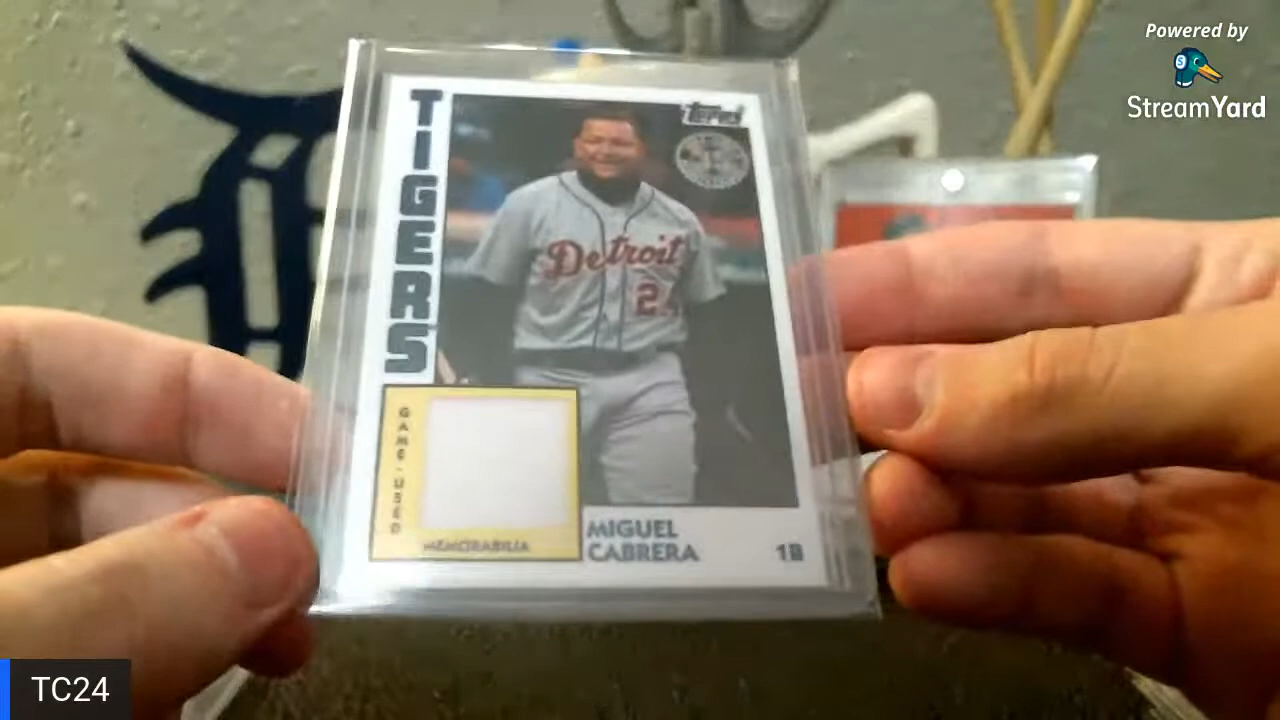 Powered by
StreamYard
TIGERS
Topps
Detroit
GAME-USED
MEMORABILIA
MIGUEL
CABRERA
1B
TC24